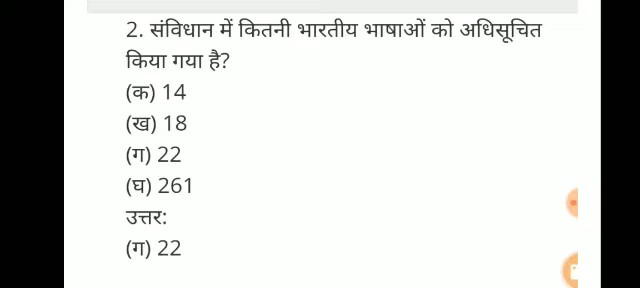 2. संविधान में कितनी भारतीय भाषाओं को अधिसूचित
किया गया है?
(क) 14
(ख) 18
(ग) 22
(घ) 261
उत्तर:
(ग) 22